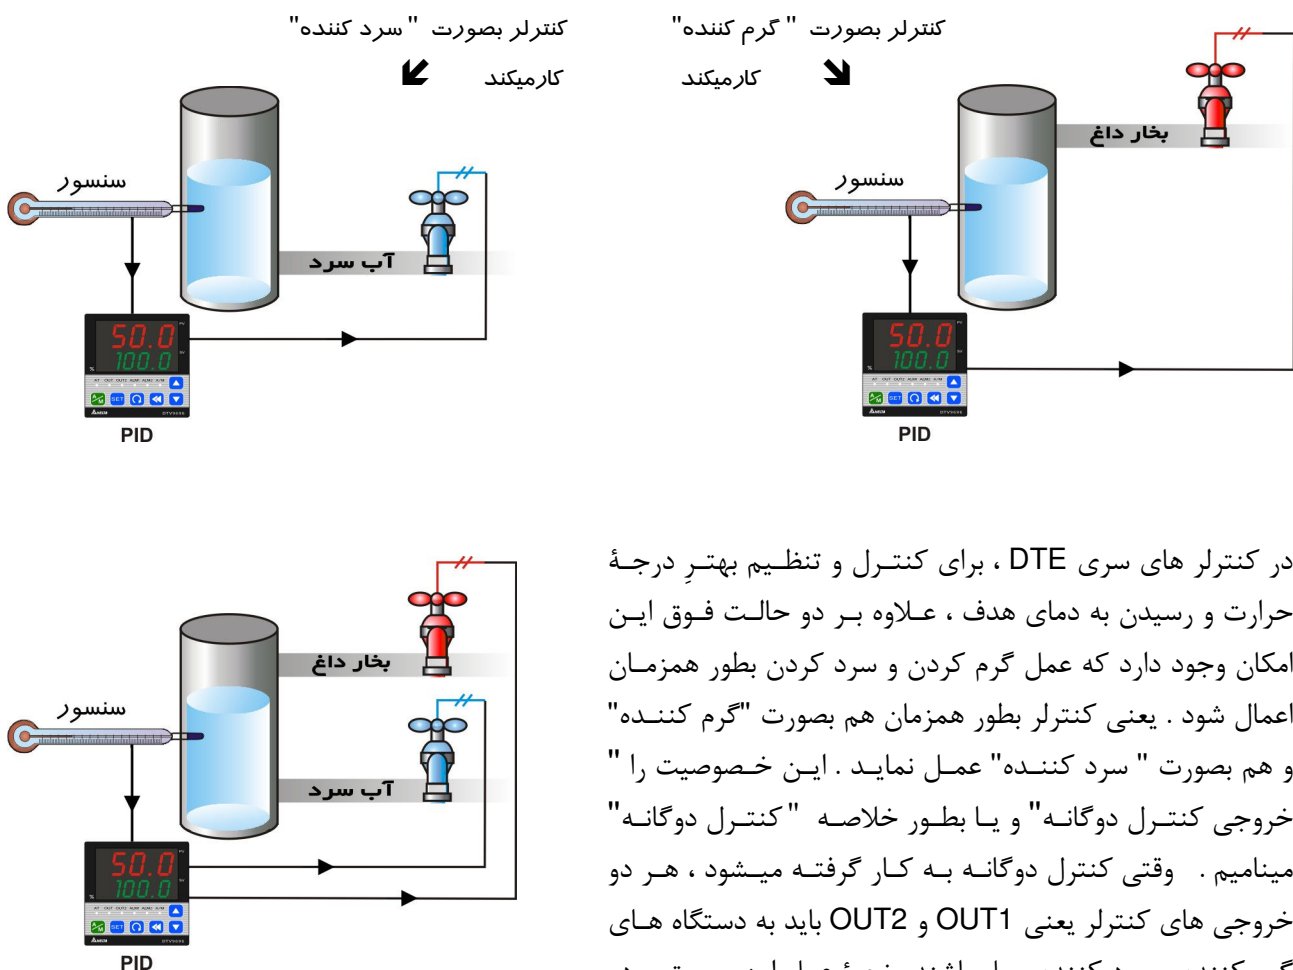 کنترلر بصورت " گرم کننده"
کارمیکند
بخار داغ
سنسور
50.0
100.0
PID
کنترلر بصورت " سرد کننده"
کارمیکند
سنسور
آب سرد
50.0
100.0
SET
PID
در کنترلر های سری DTE ، برای کنترل و تنظیم بهترِ درجۀ
حرارت و رسیدن به دمای هدف ، علاوه بر دو حالت فوق این
امکان وجود دارد که عمل گرم کردن و سرد کردن بطور همزمان
اعمال شود . یعنی کنترلر بطور همزمان هم بصورت "گرم کننده"
و هم بصورت " سرد کننده" عمل نماید . این خصوصیت را "
خروجی کنترل دوگانه" و یا بطور خلاصه " کنترل دوگانه"
مینامیم . وقتی کنترل دوگانه به کار گرفته میشود ، هر دو
خروجی های کنترلر یعنی OUT1 و OUT2 باید به دستگاه های
بخار داغ
سنسور
آب سرد
50.0
100.0
SET
PID